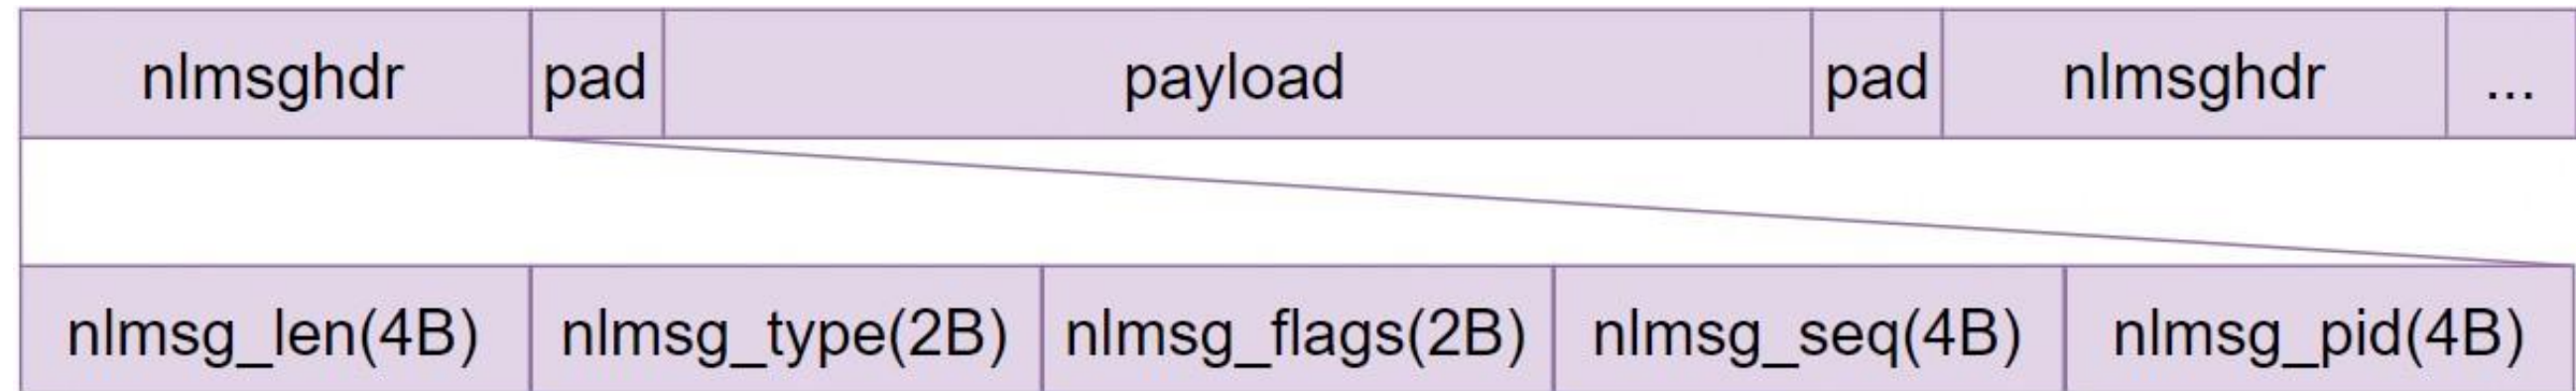 nlmsghdr pad payload pad nlmsghdr ...
nlmsg_len(4B) nlmsg_type(2B) nlmsg_flags(2B) nlmsg_seq(4B) nlmsg_pid(4B)